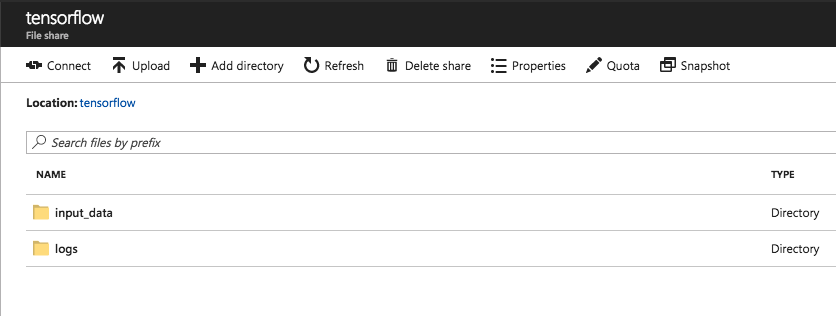 tensorflow
File share
Connect Upload Add directory Refresh Delete share Properties Quota Snapshot
Location: tensorflow
Search files by prefix
NAME TYPE
input_data Directory
logs Directory